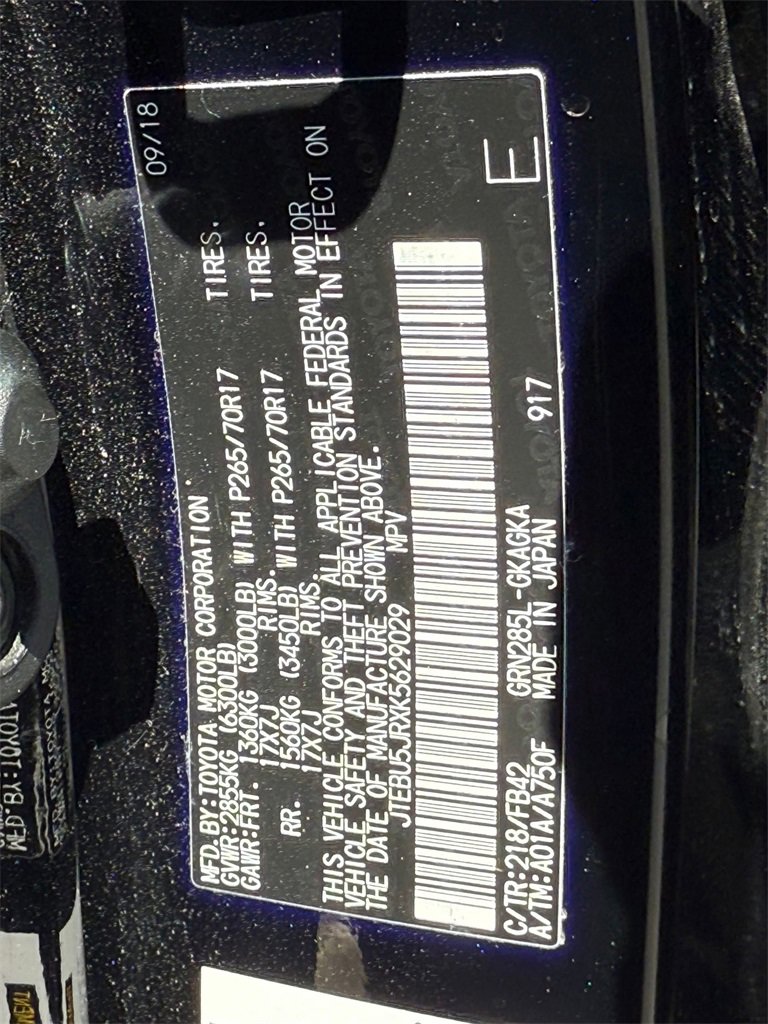 09/18
MFD.BY:TOYOTA MOTOR CORPORATION.
GVWR:2855KG (6300LB)
GAWR:FRT. 1360KG (3000LB) WITH P265/70R17 TIRES.
17X7J RIMS.
RR. 1560KG (3450LB) WITH P265/70R17 TIRES.
17X7J RIMS.
THIS VEHICLE CONFORMS TO ALL APPLICABLE FEDERAL MOTOR
VEHICLE SAFETY AND THEFT PREVENTION STANDARDS IN EFFECT ON
THE DATE OF MANUFACTURE SHOWN ABOVE.
JTEBU5JRXK5629029 MPV
E
C/TR:218/FB42 GRN285L-GKAGKA
A/TM:A01A/A750F MADE IN JAPAN 917
MFD.BY:TOYOTA